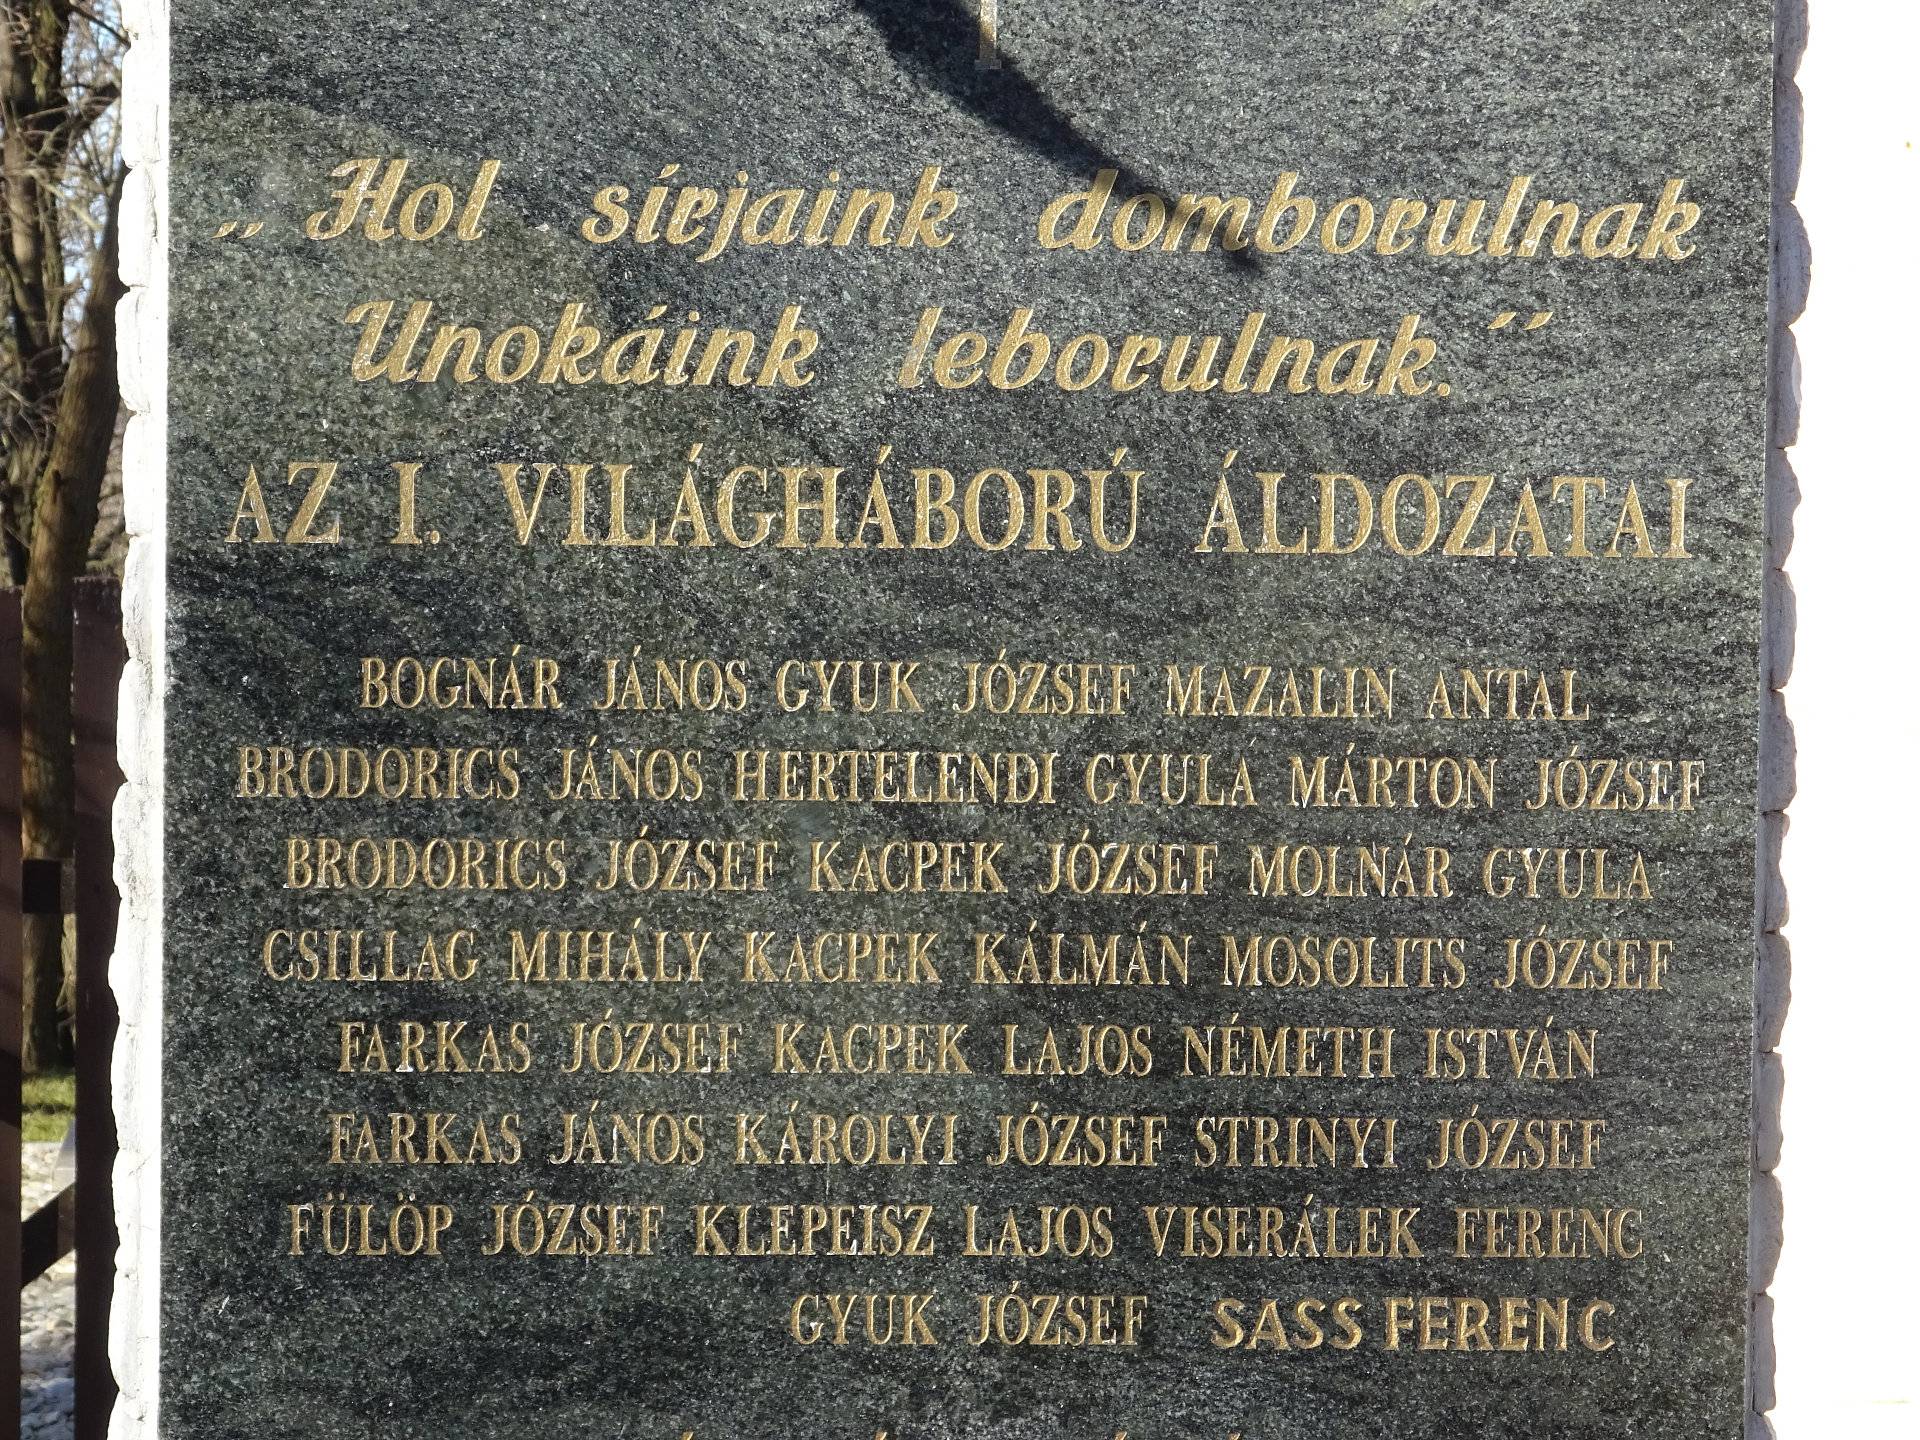 „Hol sírjaink domborulnak
Unokáink leborulnak.”
AZ I. VILÁGHÁBORÚ ÁLDOZATAI
BOGNÁR JÁNOS GYUK JÓZSEF MAZALIN ANTAL
BRODORICS JÁNOS HERTELENDI GYULA MÁRTON JÓZSEF
BRODORICS JÓZSEF KACPEK JÓZSEF MOLNÁR GYULA
CSILLAG MIHÁLY KACPEK KÁLMÁN MOSOLITS JÓZSEF
FARKAS JÓZSEF KACPEK LAJOS NÉMETH ISTVÁN
FARKAS JÁNOS KÁROLYI JÓZSEF STRINYI JÓZSEF
FÜLÖP JÓZSEF KLEPEISZ LAJOS VISERÁLEK FERENC
GYUK JÓZSEF SASS FERENC